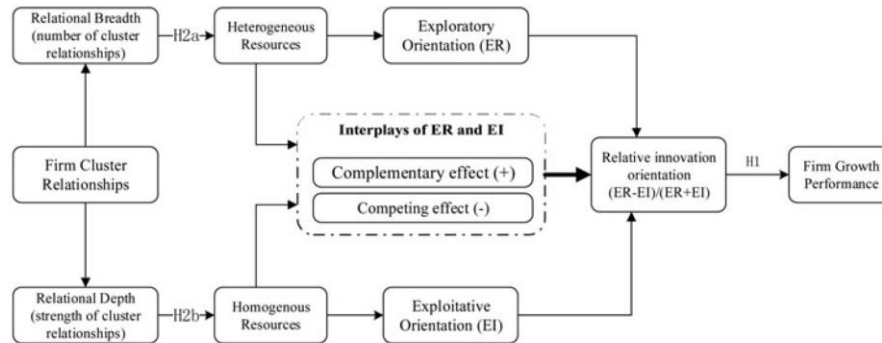 Relational Breadth
(number of cluster
relationships)
H2a
Heterogeneous
Resources
Exploratory
Orientation (ER)
Interplays of ER and EI
Complementary effect (+)
Competing effect (-)
Firm Cluster
Relationships
Relative innovation
orientation
(ER-EI)/(ER+EI)
H1
Firm Growth
Performance
Relational Depth
(strength of cluster
relationships)
H2b
Homogenous
Resources
Exploitative
Orientation (EI)